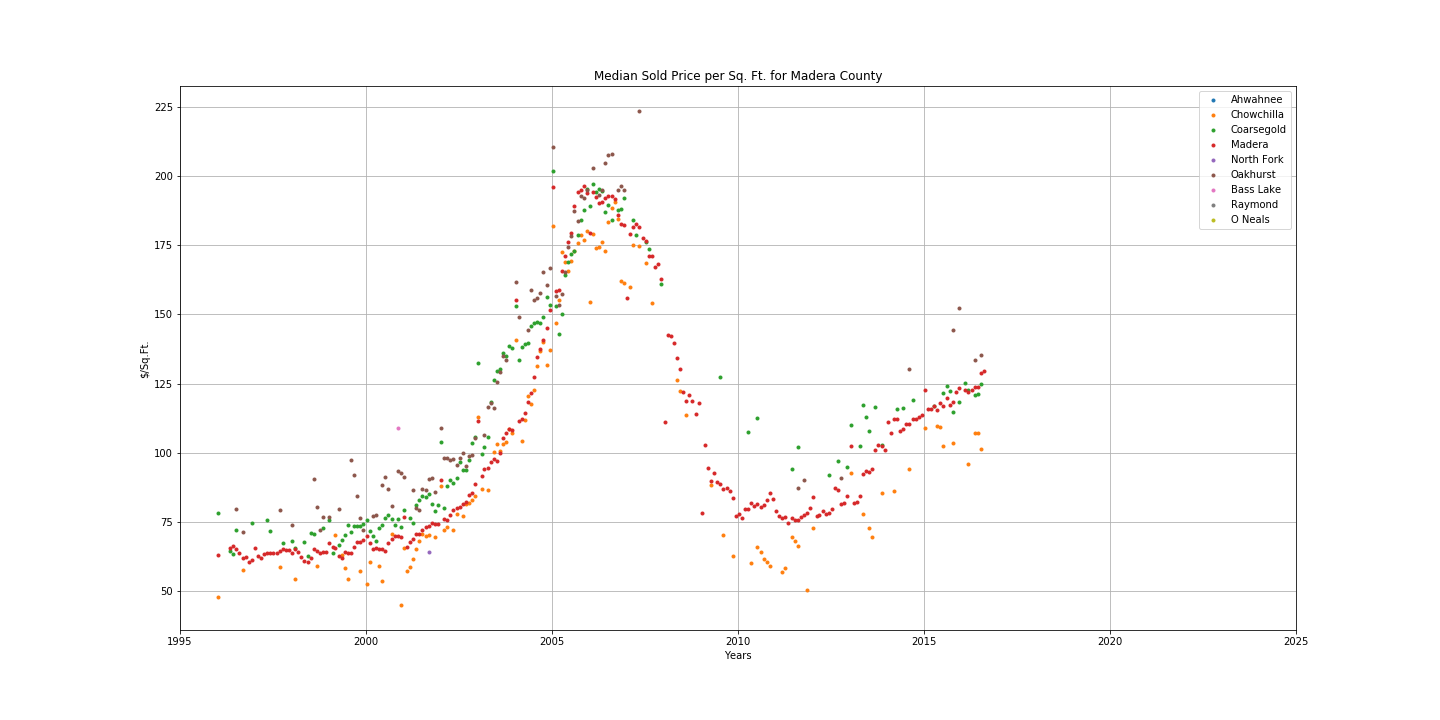 Median Sold Price per Sq. Ft. for Madera County
$/Sq.Ft.
225
200
175
150
125
100
75
50
Ahwahnee
Chowchilla
Coarsegold
Madera
North Fork
Oakhurst
Bass Lake
Raymond
O Neals
1995
2000
2005
2010
2015
2020
2025
Years